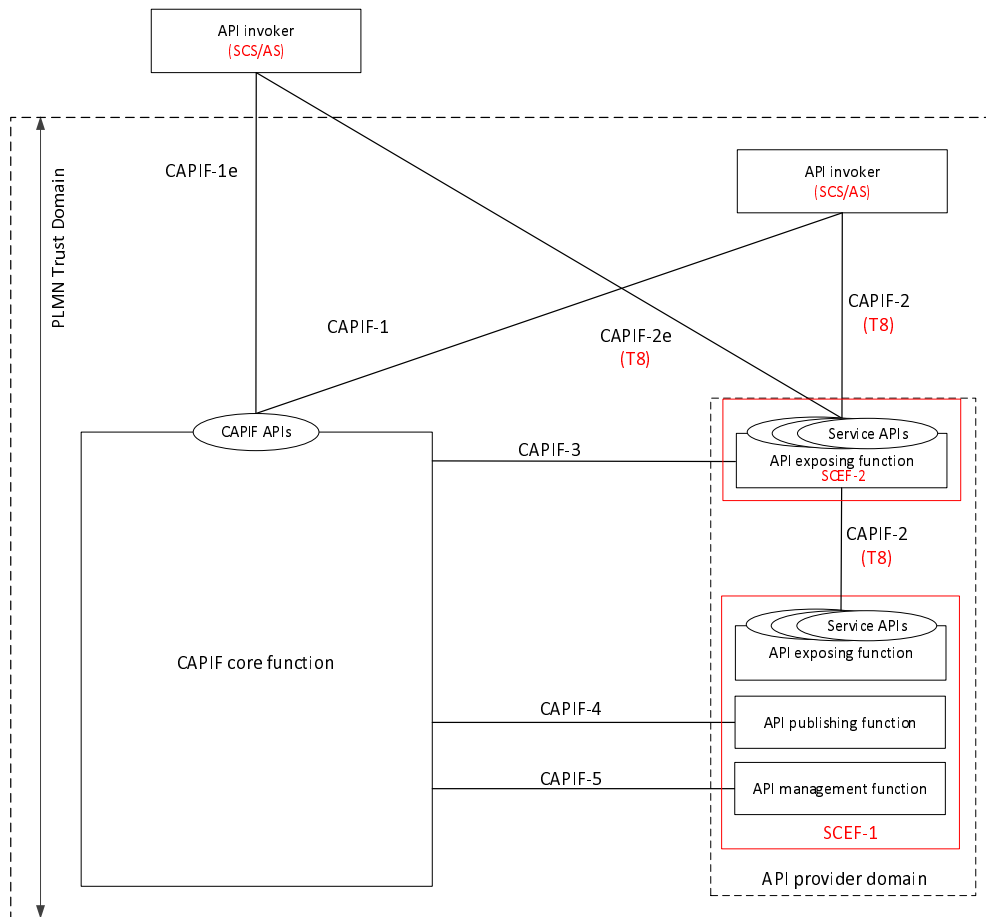 API invoker
(SCS/AS)
CAPIF-1e
PLMN Trust Domain
API invoker
(SCS/AS)
CAPIF-1
CAPIF-2e
(T8)
CAPIF-2
(T8)
CAPIF APIs
Service APIs
API exposing function
SCEF-2
CAPIF-3
CAPIF-2
(T8)
Service APIs
API exposing function
CAPIF core function
CAPIF-4
API publishing function
CAPIF-5
API management function
SCEF-1
API provider domain